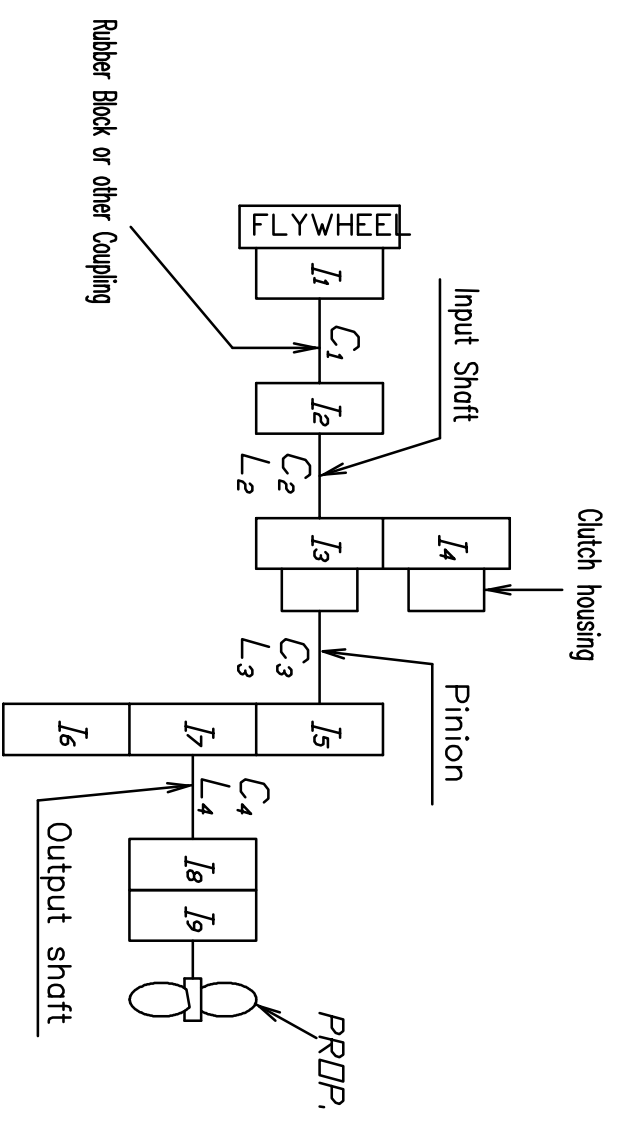 Rubber Block or other Coupling
FLYWHEEL
I1
C1
Input Shaft
I2
C2
L2
I3
I4
Clutch housing
C3
L3
Pinion
I5
I7
I6
C4
L4
Output shaft
I8
I9
PROP.